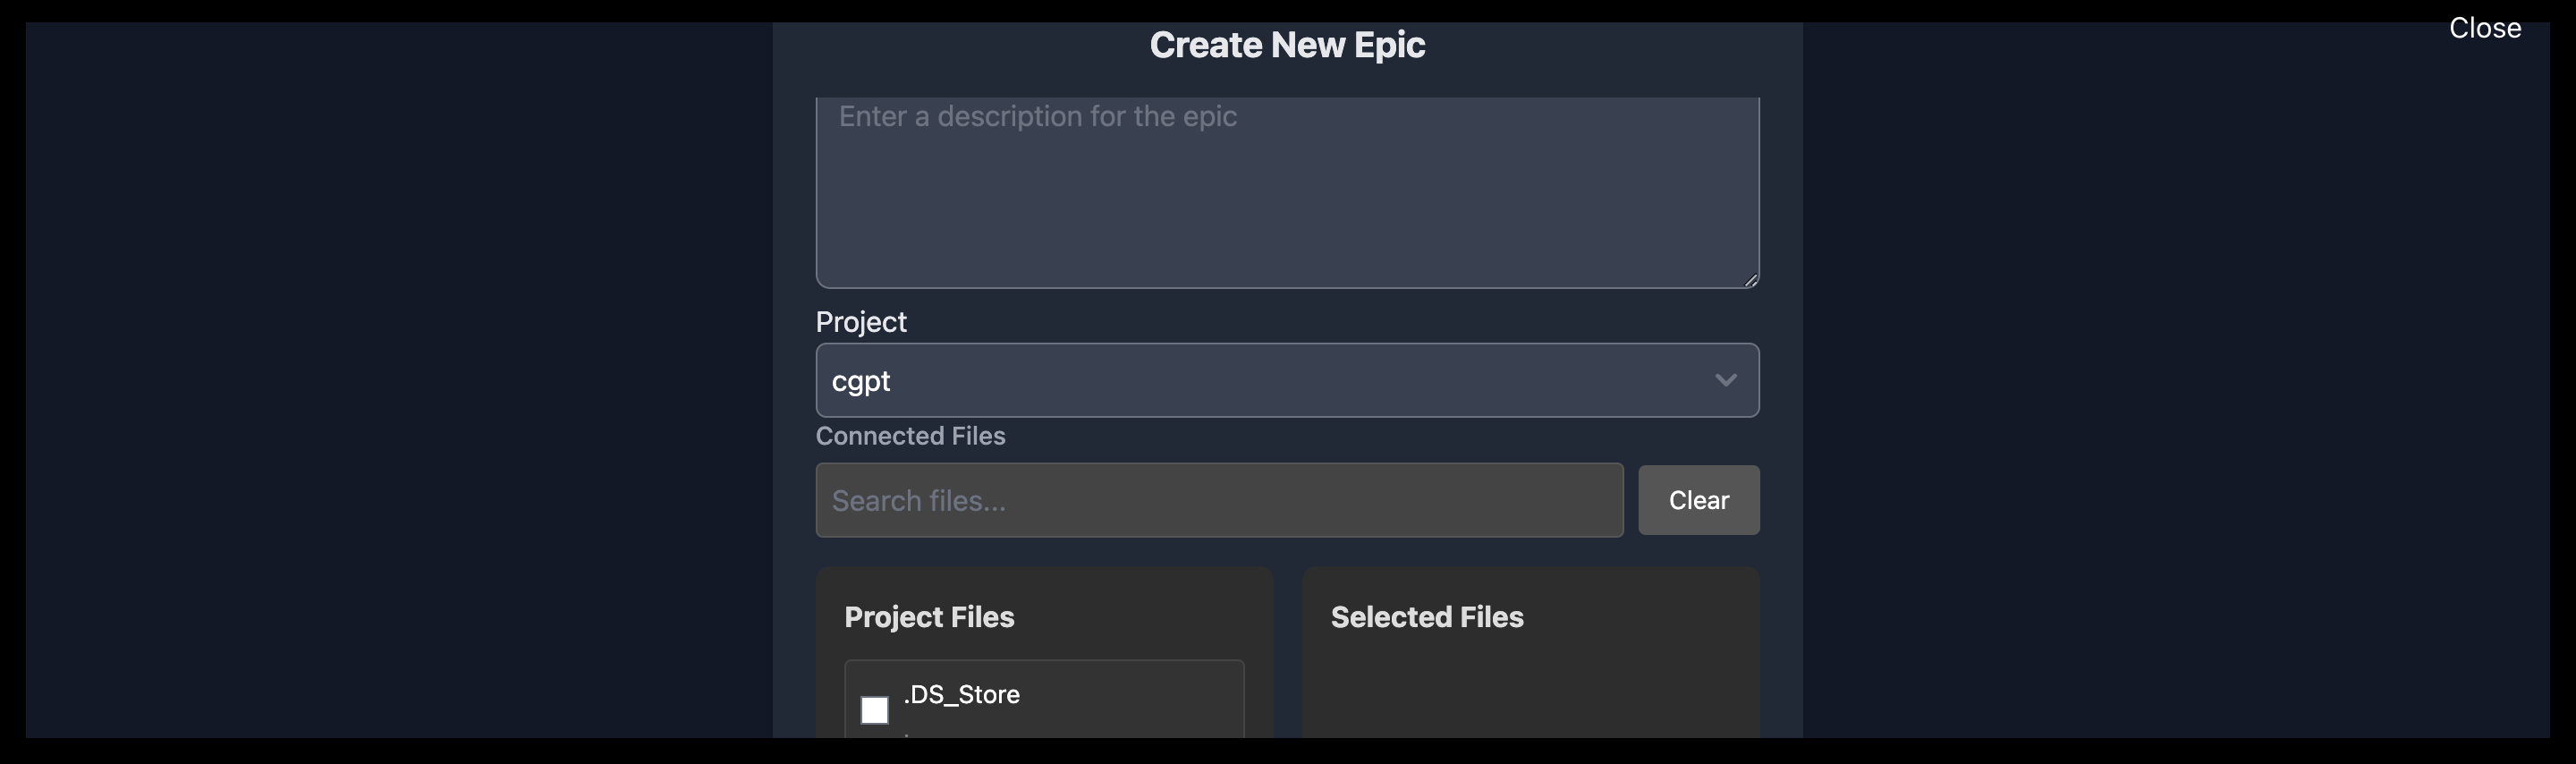 Close
Create New Epic
Enter a description for the epic
Project
cgpt
Connected Files
Search files...
Clear
Project Files
Selected Files
.DS_Store